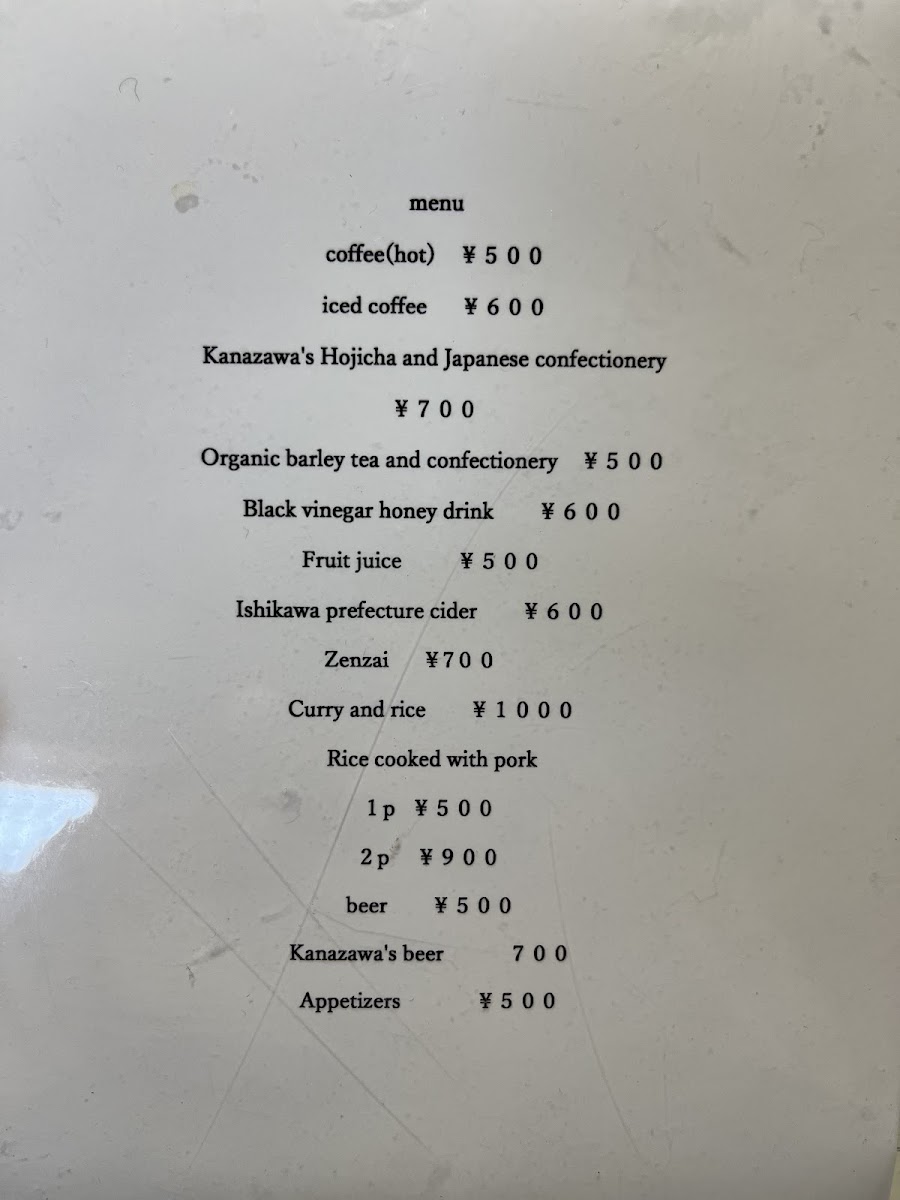 menu
coffee(hot) ¥500
iced coffee ¥600
Kanazawa's Hojicha and Japanese confectionery
¥700
Organic barley tea and confectionery ¥500
Black vinegar honey drink ¥600
Fruit juice ¥500
Ishikawa prefecture cider ¥600
Zenzai ¥700
Curry and rice ¥1000
Rice cooked with pork
1p ¥500
2p ¥900
beer ¥500
Kanazawa's beer 700
Appetizers ¥500